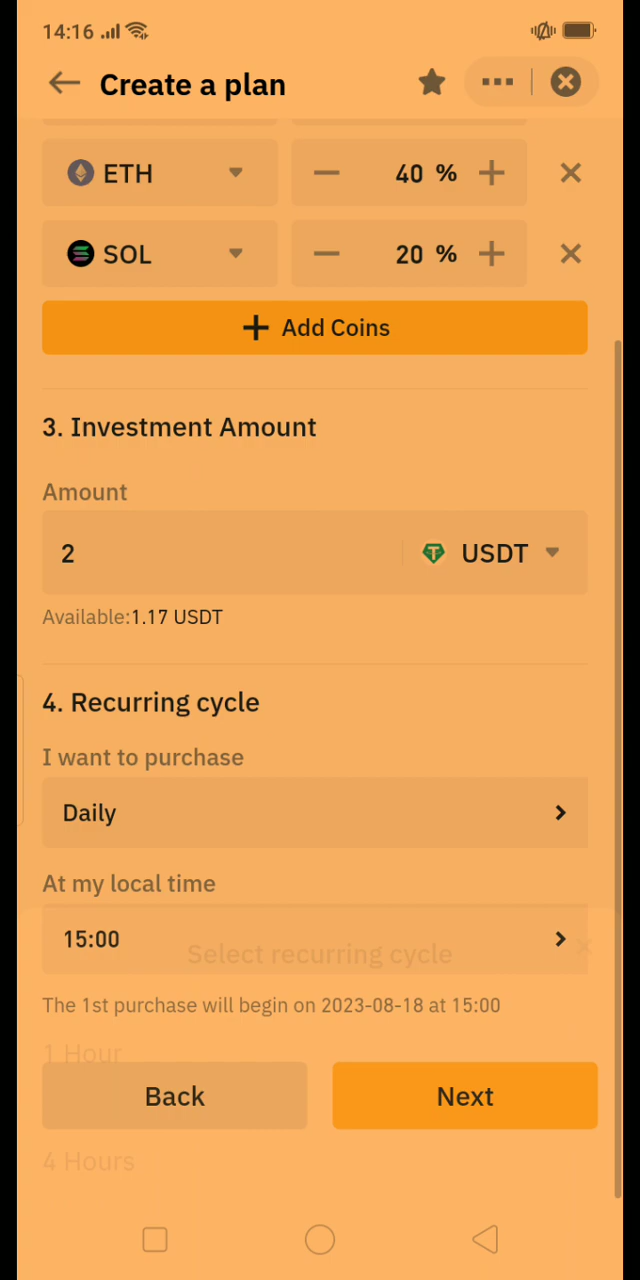 14:16
Create a plan
ETH
40 %
SOL
20 %
Add Coins
3. Investment Amount
Amount
2
USDT
Available:1.17 USDT
4. Recurring cycle
I want to purchase
Daily
At my local time
15:00
Select recurring cycle
The 1st purchase will begin on 2023-08-18 at 15:00
1 Hour
Back
Next
4 Hours